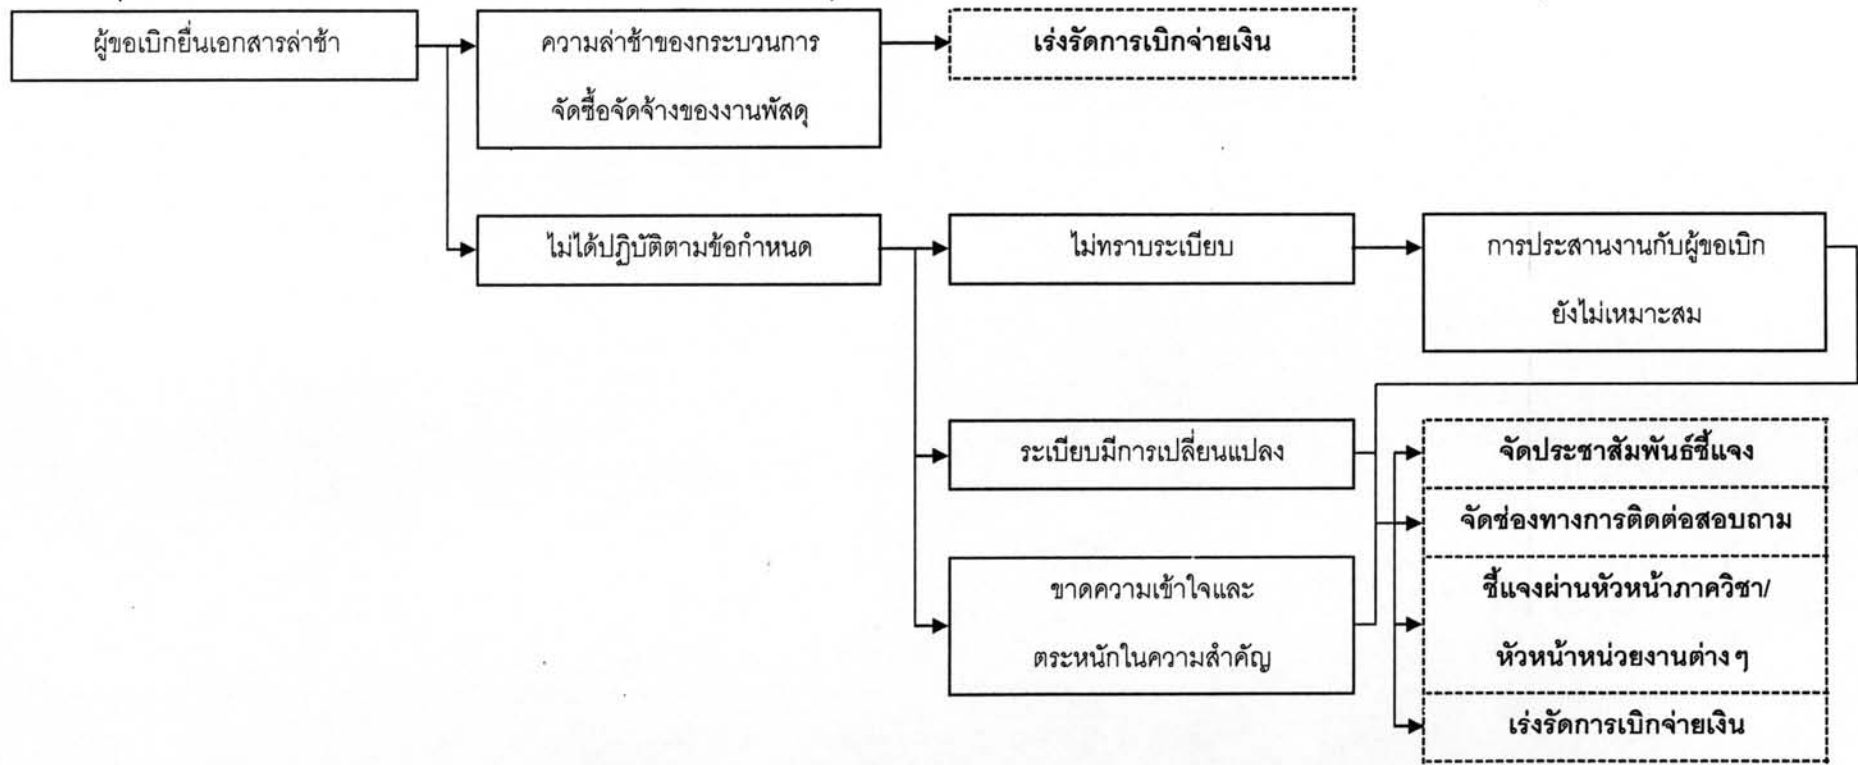 ผู้ขอเบิกยื่นเอกสารล่าช้า
ความล่าช้าของกระบวนการ
จัดซื้อจัดจ้างของงานพัสดุ
เร่งรัดการเบิกจ่ายเงิน
ไม่ได้ปฏิบัติตามข้อกำหนด
ไม่ทราบระเบียบ
การประสานงานกับผู้ขอเบิก
ยังไม่เหมาะสม
ระเบียบมีการเปลี่ยนแปลง
ขาดความเข้าใจและ
ตระหนักในความสำคัญ
จัดประชาสัมพันธ์ชี้แจง
จัดช่องทางการติดต่อสอบถาม
ชี้แจงผ่านหัวหน้าภาควิชา/
หัวหน้าหน่วยงานต่างๆ
เร่งรัดการเบิกจ่ายเงิน